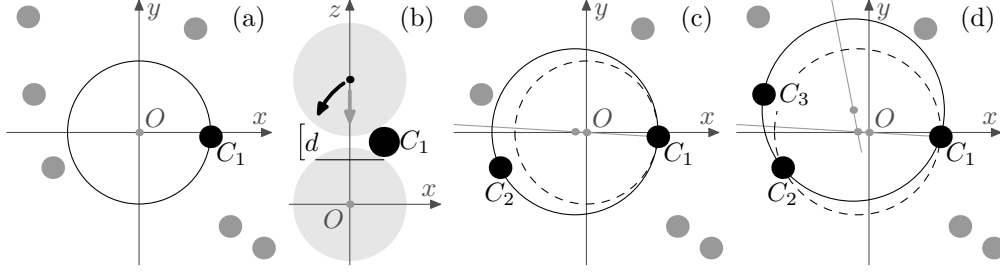 (a)
y
x
O
C₁
(b)
z
x
O
d
C₁
(c)
y
x
O
C₁
C₂
(d)
y
x
O
C₁
C₂
C₃